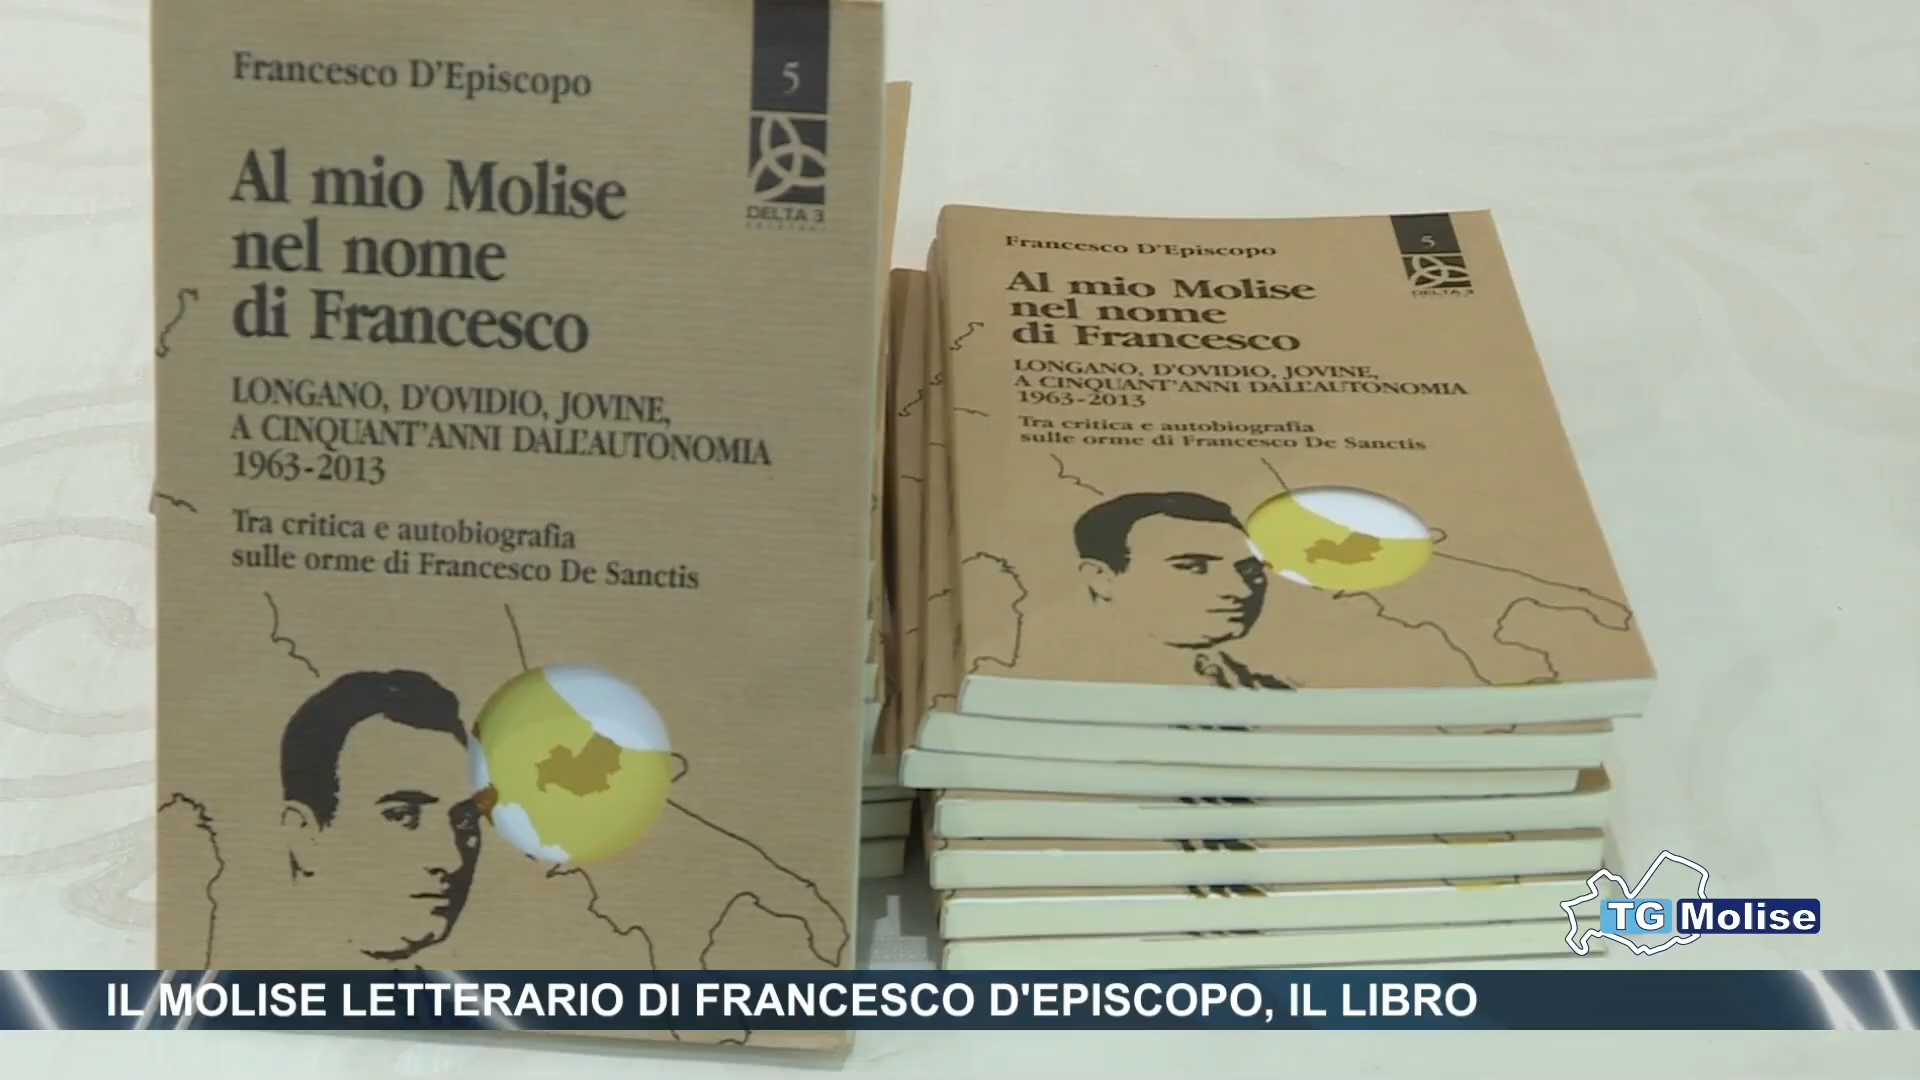 Francesco D'Episcopo
5
Al mio Molise
nel nome
di Francesco
DELTA 3
EDIZIONI
LONGANO, D'OVIDIO, JOVINE,
A CINQUANT'ANNI DALL'AUTONOMIA
1963-2013
Tra critica e autobiografia
sulle orme di Francesco De Sanctis
Francesco D'Episcopo
5
Al mio Molise
nel nome
di Francesco
DELTA 3
LONGANO, D'OVIDIO, JOVINE,
A CINQUANT'ANNI DALL'AUTONOMIA
1963-2013
Tra critica e autobiografia
sulle orme di Francesco De Sanctis
TG Molise
IL MOLISE LETTERARIO DI FRANCESCO D'EPISCOPO, IL LIBRO